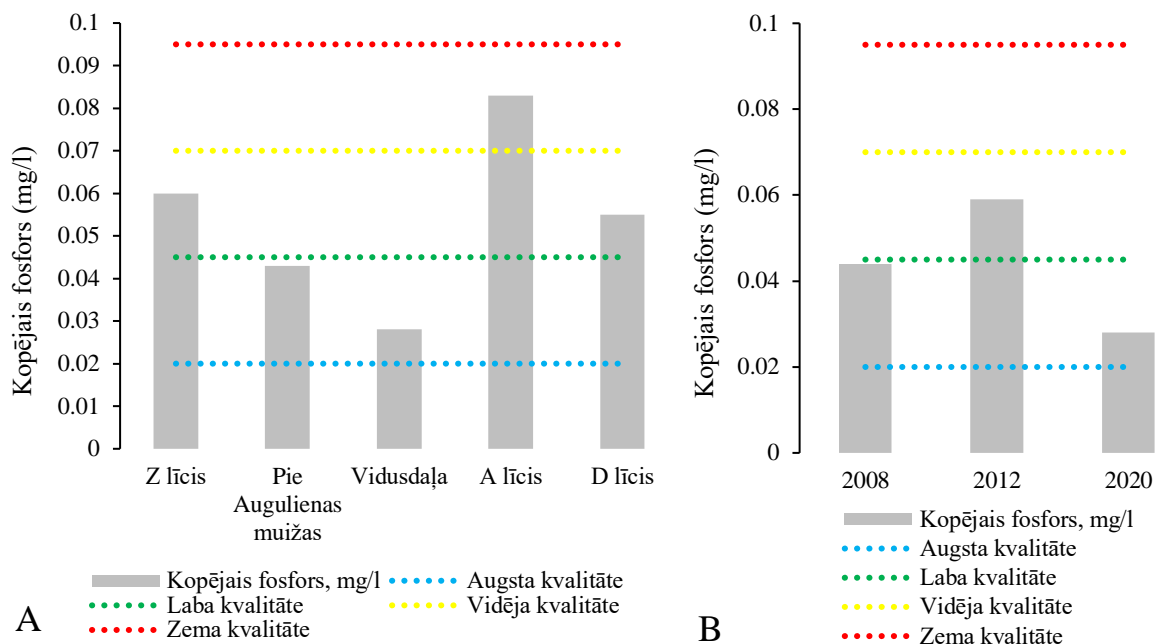 Kopējais fosfors (mg/l)
0.1
0.09
0.08
0.07
0.06
0.05
0.04
0.03
0.02
0.01
0
Z līcis
Pie
Augulienas
muižas
Vidusdaļa
A līcis
D līcis
Kopējais fosfors, mg/l
Augsta kvalitāte
Laba kvalitāte
Vidēja kvalitāte
Zema kvalitāte
A
Kopējais fosfors (mg/l)
0.1
0.08
0.06
0.04
0.02
0
2008
2012
2020
Kopējais fosfors, mg/l
Augsta kvalitāte
Laba kvalitāte
Vidēja kvalitāte
Zema kvalitāte
B